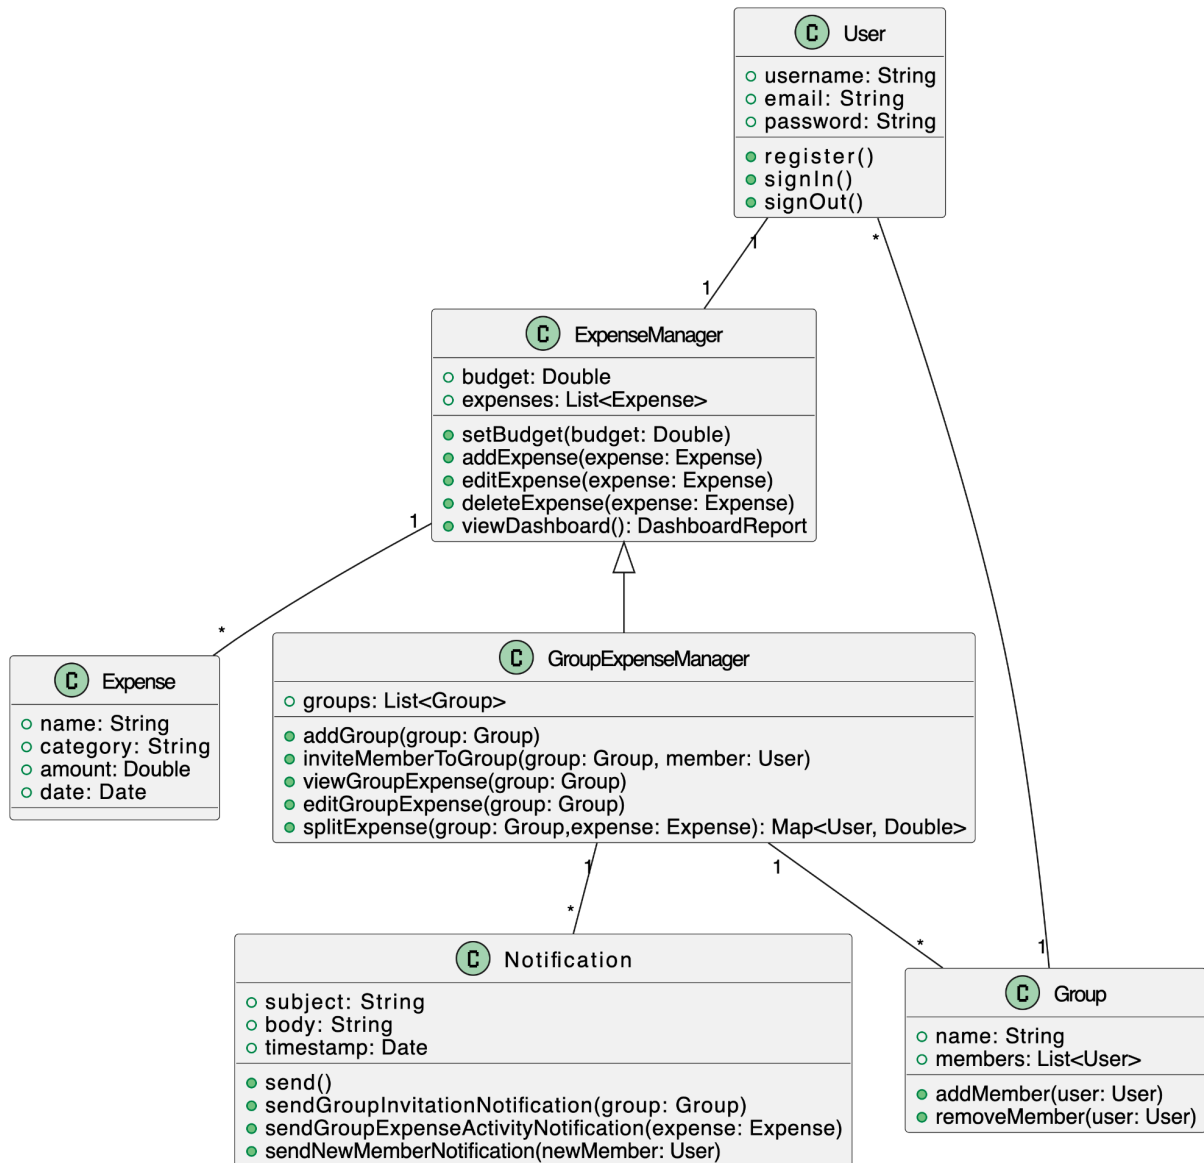 C User
username: String
email: String
password: String
register()
signIn()
signOut()
1
*
1
C ExpenseManager
budget: Double
expenses: List<Expense>
setBudget(budget: Double)
addExpense(expense: Expense)
editExpense(expense: Expense)
deleteExpense(expense: Expense)
viewDashboard(): DashboardReport
1
*
C Expense
name: String
category: String
amount: Double
date: Date
C GroupExpenseManager
groups: List<Group>
addGroup(group: Group)
inviteMemberToGroup(group: Group, member: User)
viewGroupExpense(group: Group)
editGroupExpense(group: Group)
splitExpense(group: Group,expense: Expense): Map<User, Double>
1
1
*
*
1
C Notification
subject: String
body: String
timestamp: Date
send()
sendGroupInvitationNotification(group: Group)
sendGroupExpenseActivityNotification(expense: Expense)
sendNewMemberNotification(newMember: User)
C Group
name: String
members: List<User>
addMember(user: User)
removeMember(user: User)